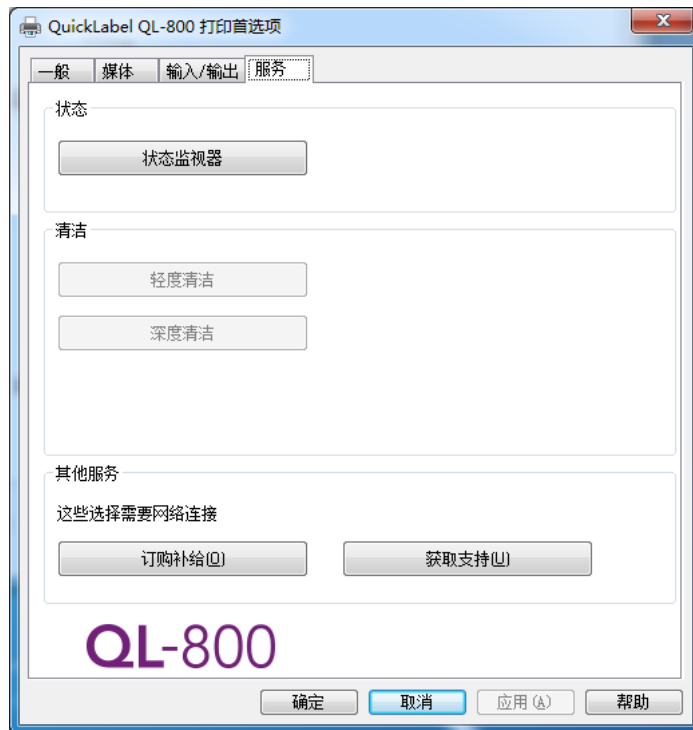 QuickLabel QL-800 打印首选项
一般 媒体 输入/输出 服务
状态
状态监视器
清洁
轻度清洁
深度清洁
其他服务
这些选择需要网络连接
订购补给(O) 获取支持(U)
QL-800
确定 取消 应用(A) 帮助